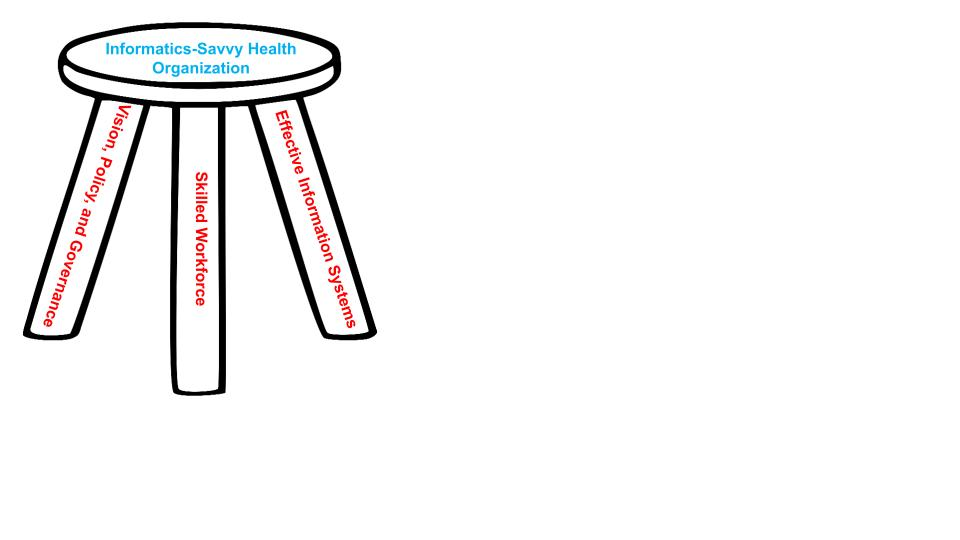 Informatics-Savvy Health
Organization
Vision, Policy, and Governance
Skilled Workforce
Effective Information Systems